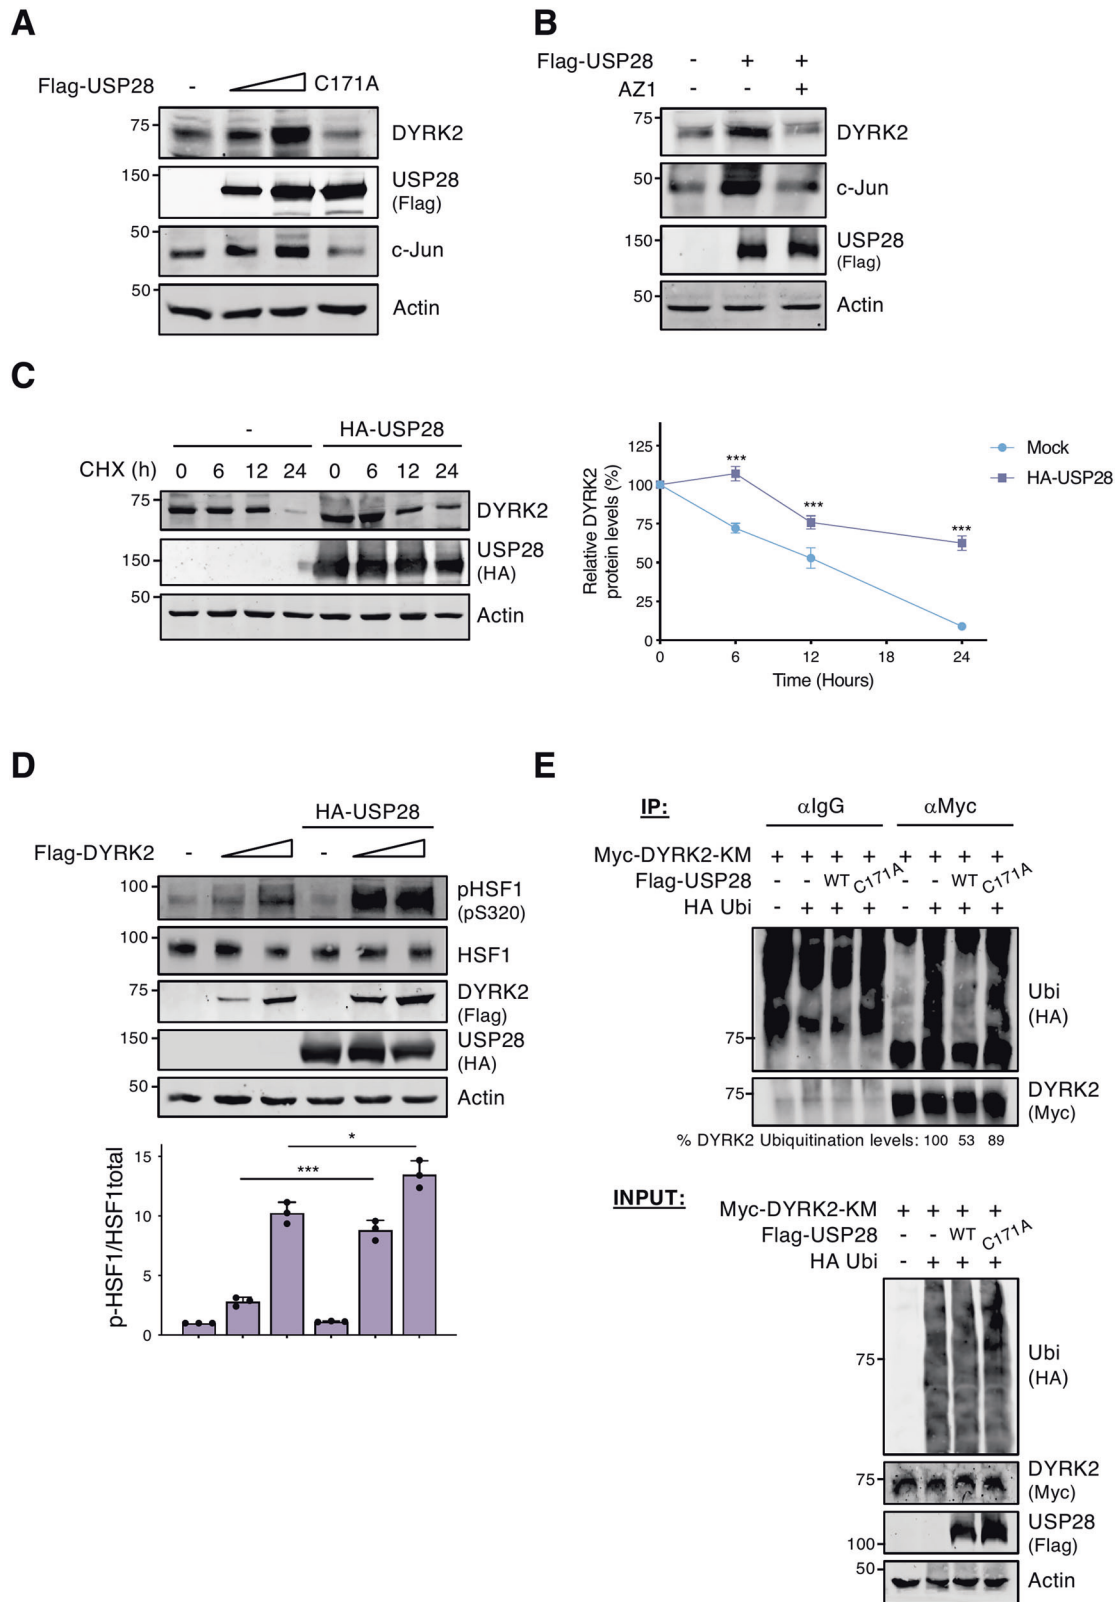 A
Flag-USP28 - C171A
75 DYRK2
150 USP28
(Flag)
50 c-Jun
50 Actin
B
Flag-USP28 - + +
AZ1 - - +
75 DYRK2
50 c-Jun
150 USP28
(Flag)
50 Actin
C
- HA-USP28
CHX (h) 0 6 12 24 0 6 12 24
75 DYRK2
150 USP28
(HA)
50 Actin
Relative DYRK2
protein levels (%)
125
100
75
50
25
0
0 6 12 18 24
Time (Hours)
*** *** ***
Mock
HA-USP28
D
HA-USP28
Flag-DYRK2 - -
100 pHSF1
(pS320)
100 HSF1
75 DYRK2
(Flag)
150 USP28
(HA)
50 Actin
p-HSF1/HSF1total
15
10
5
0
*
***
E
IP: αIgG αMyc
Myc-DYRK2-KM + + + + + + + +
Flag-USP28 - - WT C171A - - WT C171A
HA Ubi - + + + - + + +
75 Ubi
(HA)
75 DYRK2
(Myc)
% DYRK2 Ubiquitination levels: 100 53 89
INPUT:
Myc-DYRK2-KM + + + +
Flag-USP28 - - WT C171A
HA Ubi - + + +
75 Ubi
(HA)
75 DYRK2
(Myc)
100 USP28
(Flag)
50 Actin